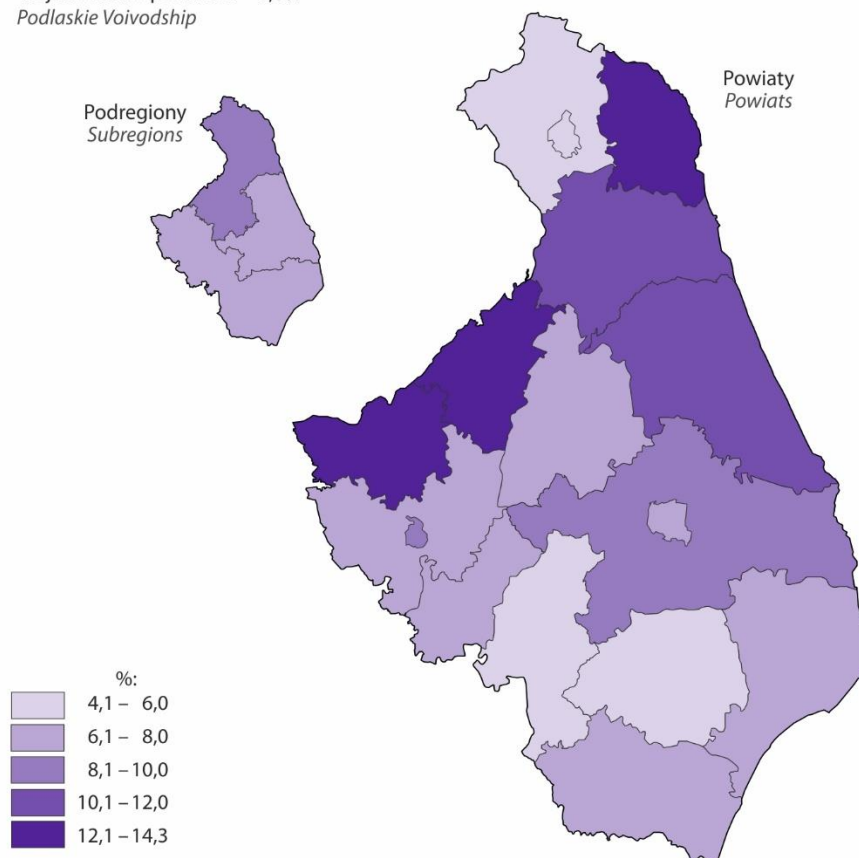 Podlaskie Voivodship
Podregiony
Subregions
Powiaty
Powiats
%:
4,1 – 6,0
6,1 – 8,0
8,1 – 10,0
10,1 – 12,0
12,1 – 14,3